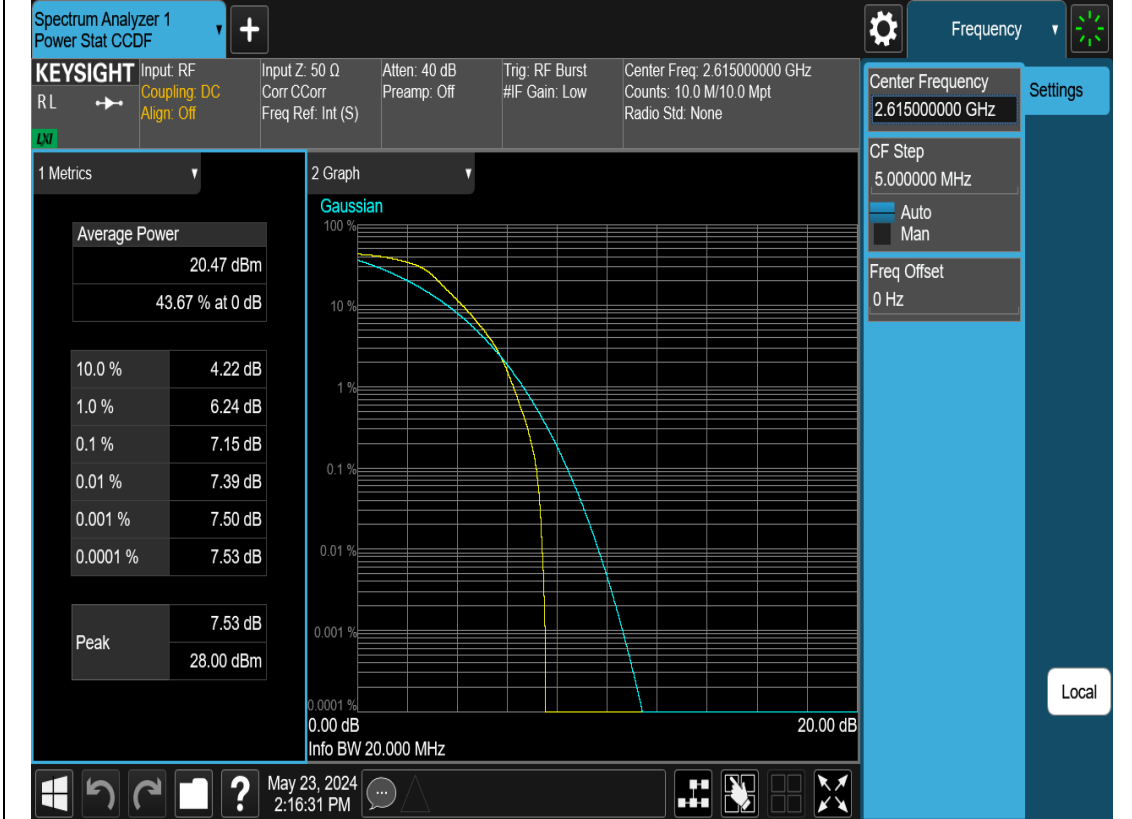 Spectrum Analyzer 1
Power Stat CCDF
+
Frequency
KEYSIGHT
RL
LXI
Input: RF
Coupling: DC
Align: Off
Input Z: 50 Ω
Corr CCorr
Freq Ref: Int (S)
Atten: 40 dB
Preamp: Off
Trig: RF Burst
#IF Gain: Low
Center Freq: 2.615000000 GHz
Counts: 10.0 M/10.0 Mpt
Radio Std: None
Center Frequency
2.615000000 GHz
Settings
CF Step
5.000000 MHz
Auto
Man
Freq Offset
0 Hz
Local
1 Metrics
Average Power
20.47 dBm
43.67 % at 0 dB
10.0 % 4.22 dB
1.0 % 6.24 dB
0.1 % 7.15 dB
0.01 % 7.39 dB
0.001 % 7.50 dB
0.0001 % 7.53 dB
Peak
7.53 dB
28.00 dBm
2 Graph
Gaussian
100 %
10 %
1 %
0.1 %
0.01 %
0.001 %
0.0001 %
0.00 dB 20.00 dB
Info BW 20.000 MHz
?
May 23, 2024
2:16:31 PM